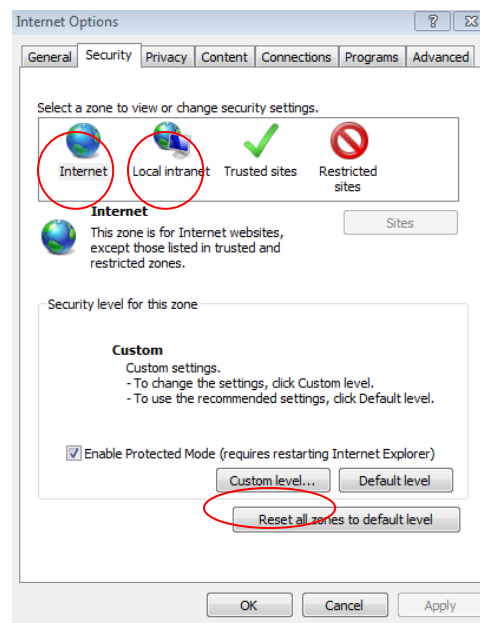 Internet Options
General Security Privacy Content Connections Programs Advanced
Select a zone to view or change security settings.
Internet Local intranet Trusted sites Restricted
sites
Internet
Sites
This zone is for Internet websites,
except those listed in trusted and
restricted zones.
Security level for this zone
Custom
Custom settings.
- To change the settings, click Custom level.
- To use the recommended settings, click Default level.
Enable Protected Mode (requires restarting Internet Explorer)
Custom level... Default level
Reset all zones to default level
OK Cancel Apply